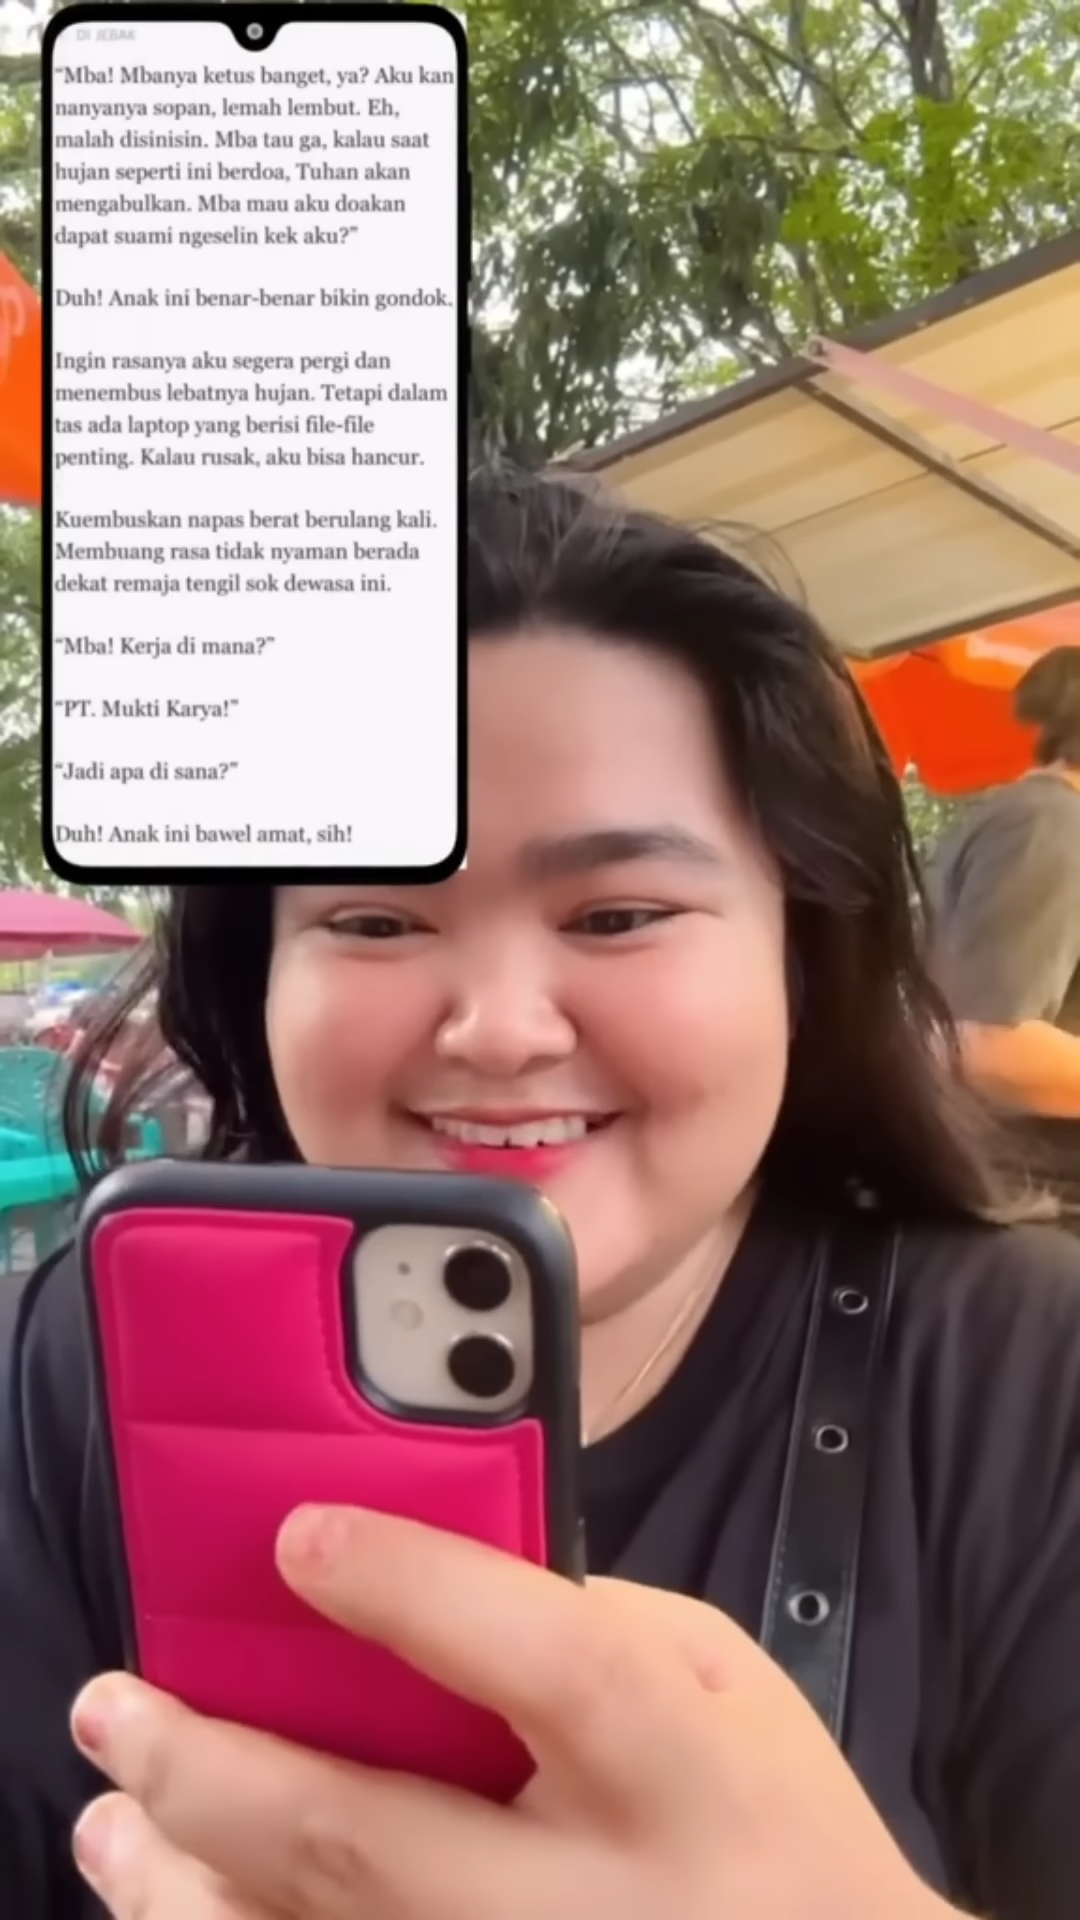 DI JEBAK
“Mba! Mbanya ketus banget, ya? Aku kan
nanyanya sopan, lemah lembut. Eh,
malah disinisin. Mba tau ga, kalau saat
hujan seperti ini berdoa, Tuhan akan
mengabulkan. Mba mau aku doakan
dapat suami ngeselin kek aku?”
Duh! Anak ini benar-benar bikin gondok.
Ingin rasanya aku segera pergi dan
menembus lebatnya hujan. Tetapi dalam
tas ada laptop yang berisi file-file
penting. Kalau rusak, aku bisa hancur.
Kuembuskan napas berat berulang kali.
Membuang rasa tidak nyaman berada
dekat remaja tengil sok dewasa ini.
“Mba! Kerja di mana?”
“PT. Mukti Karya!”
“Jadi apa di sana?”
Duh! Anak ini bawel amat, sih!